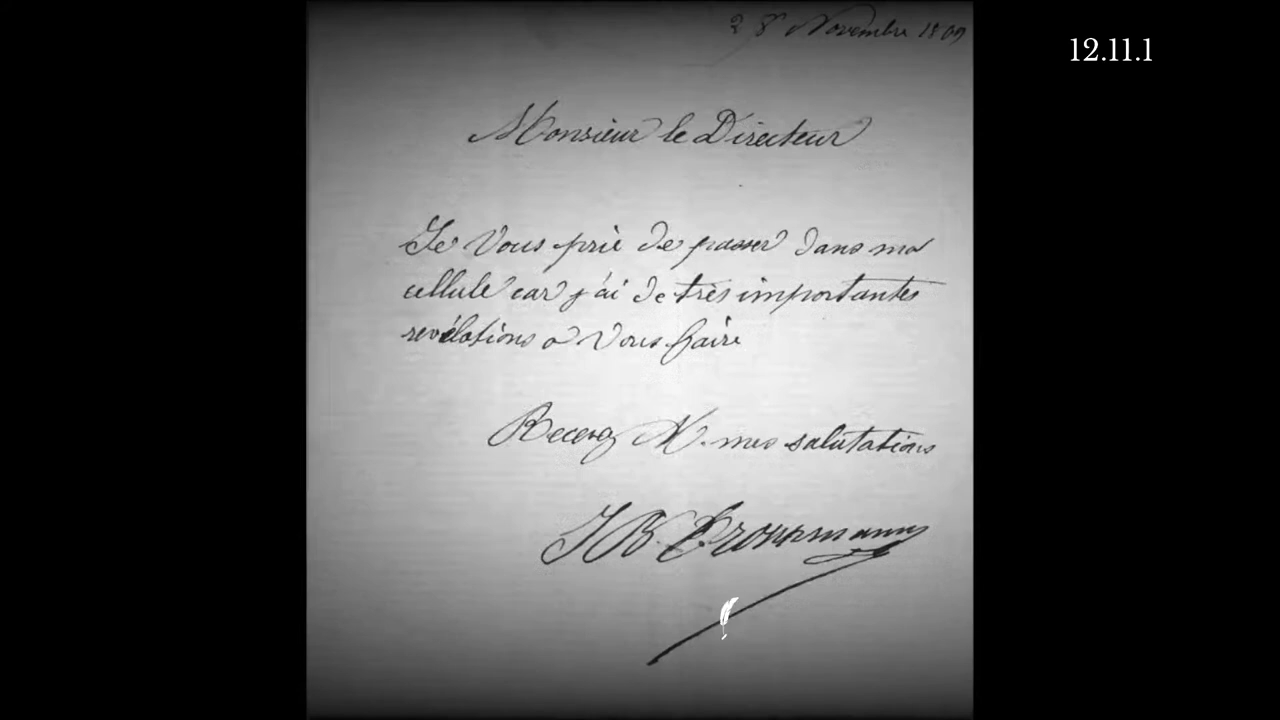 28 Novembre 1869
12.11.1
Monsieur le Directeur
Je Vous prie de passer dans ma
cellule car j'ai de très importantes
revélations a Vous faire
Recevez M. mes salutations
J B. Troppmann